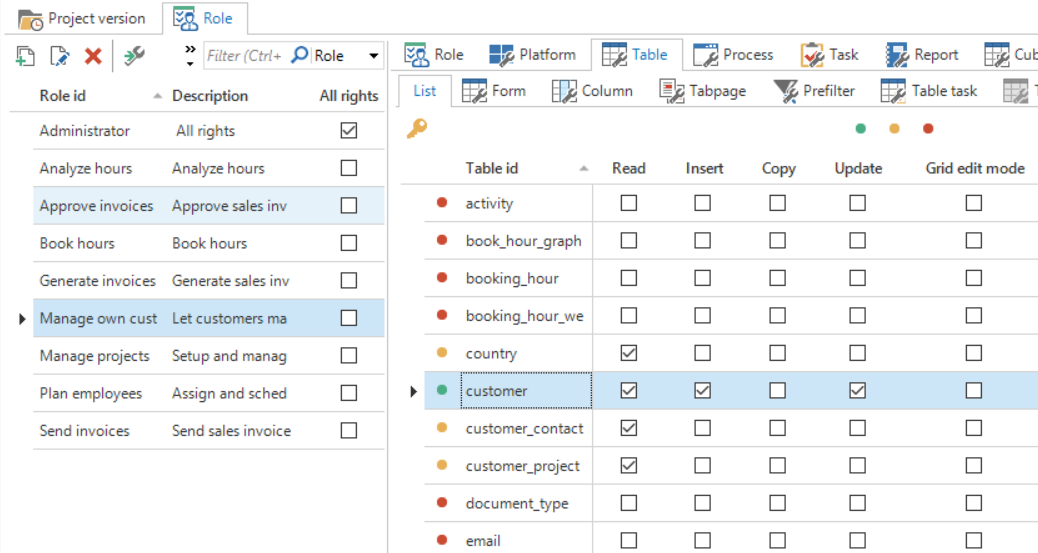 Project version Role
Filter (Ctrl+ Role
Role id Description All rights
Administrator All rights
Analyze hours Analyze hours
Approve invoices Approve sales inv
Book hours Book hours
Generate invoices Generate sales inv
Manage own cust Let customers ma
Manage projects Setup and manag
Plan employees Assign and sched
Send invoices Send sales invoice
Role Platform Table Process Task Report Cub
List Form Column Tabpage Prefilter Table task
Table id Read Insert Copy Update Grid edit mode
activity
book_hour_graph
booking_hour
booking_hour_we
country
customer
customer_contact
customer_project
document_type
email